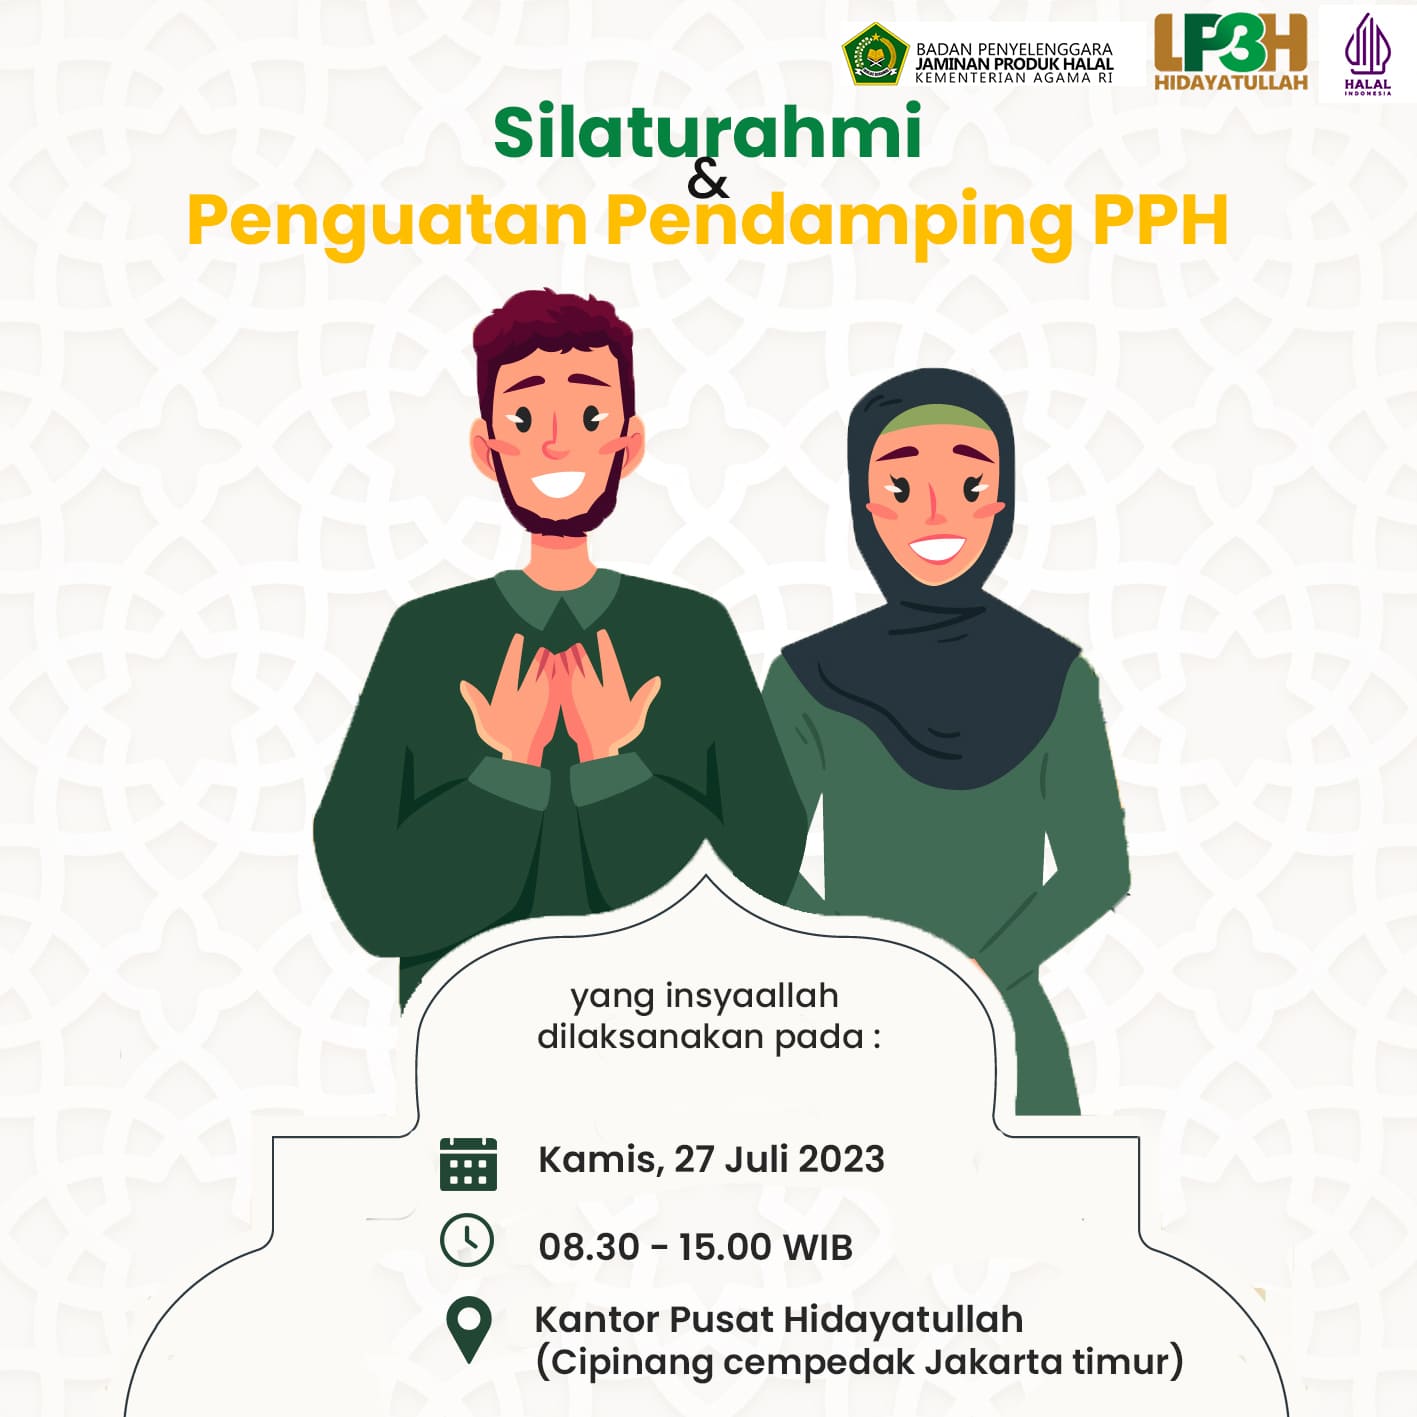 BADAN PENYELENGGARA
JAMINAN PRODUK HALAL
KEMENTERIAN AGAMA RI
LP3H
HIDAYATULLAH
HALAL
INDONESIA
Silaturahmi
&
Penguatan Pendamping PPH
yang insyaallah
dilaksanakan pada :
Kamis, 27 Juli 2023
08.30 - 15.00 WIB
Kantor Pusat Hidayatullah
(Cipinang cempedak Jakarta timur)